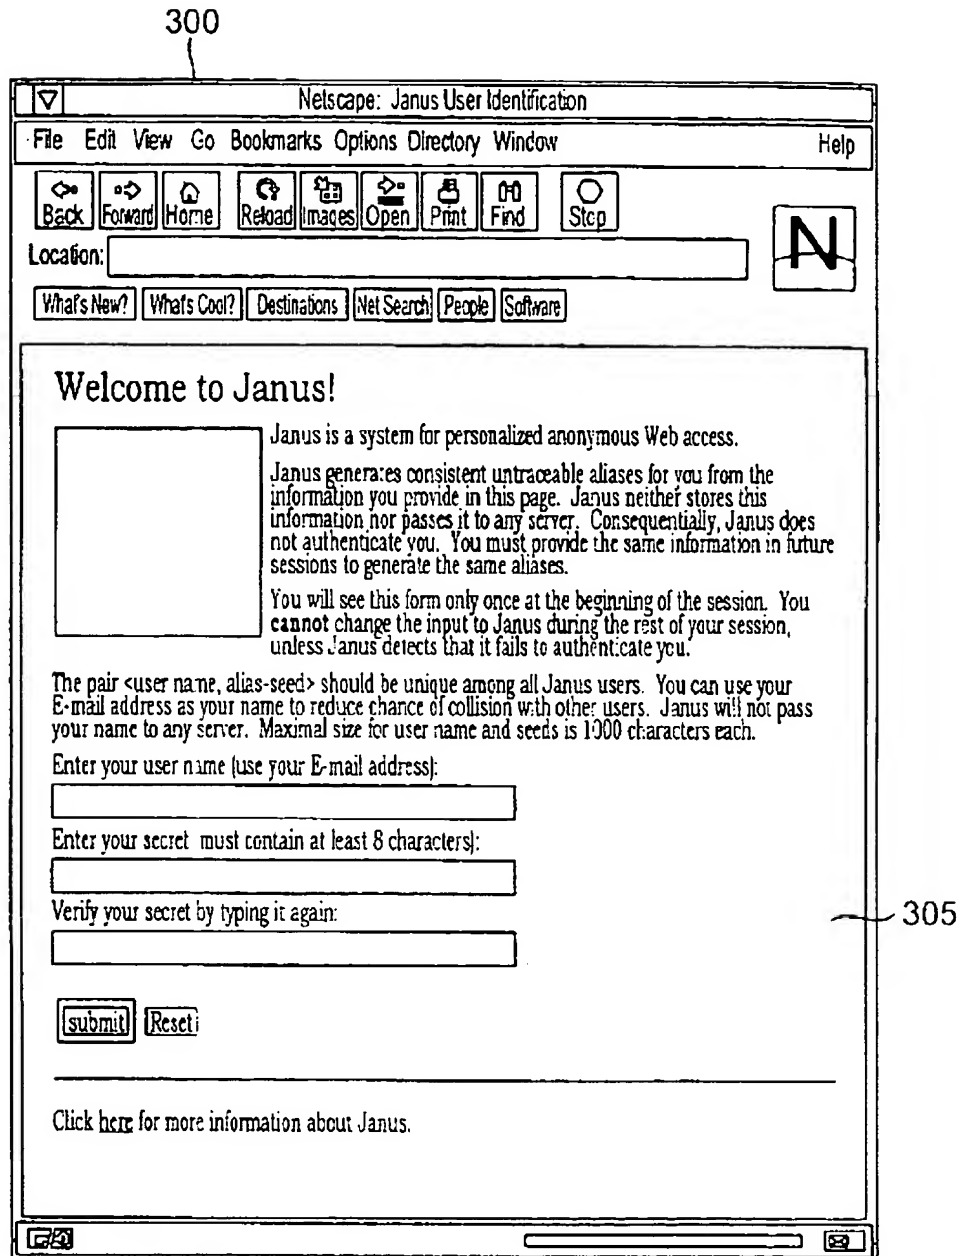 300
Netscape: Janus User Identification
File Edit View Go Bookmarks Options Directory Window Help
Back Forward Home Reload Images Open Print Find Stop
Location:
N
What's New? What's Cool? Destinations Net Search People Software
Welcome to Janus!
Janus is a system for personalized anonymous Web access.
Janus generates consistent untraceable aliases for you from the
information you provide in this page. Janus neither stores this
information nor passes it to any server. Consequentially, Janus does
not authenticate you. You must provide the same information in future
sessions to generate the same aliases.
You will see this form only once at the beginning of the session. You
cannot change the input to Janus during the rest of your session,
unless Janus detects that it fails to authenticate you.
The pair <user name, alias-seed> should be unique among all Janus users. You can use your
E-mail address as your name to reduce chance of collision with other users. Janus will not pass
your name to any server. Maximal size for user name and seeds is 1000 characters each.
Enter your user name (use your E-mail address):
Enter your secret must contain at least 8 characters):
Verify your secret by typing it again:
305
submit Reset
Click here for more information about Janus.